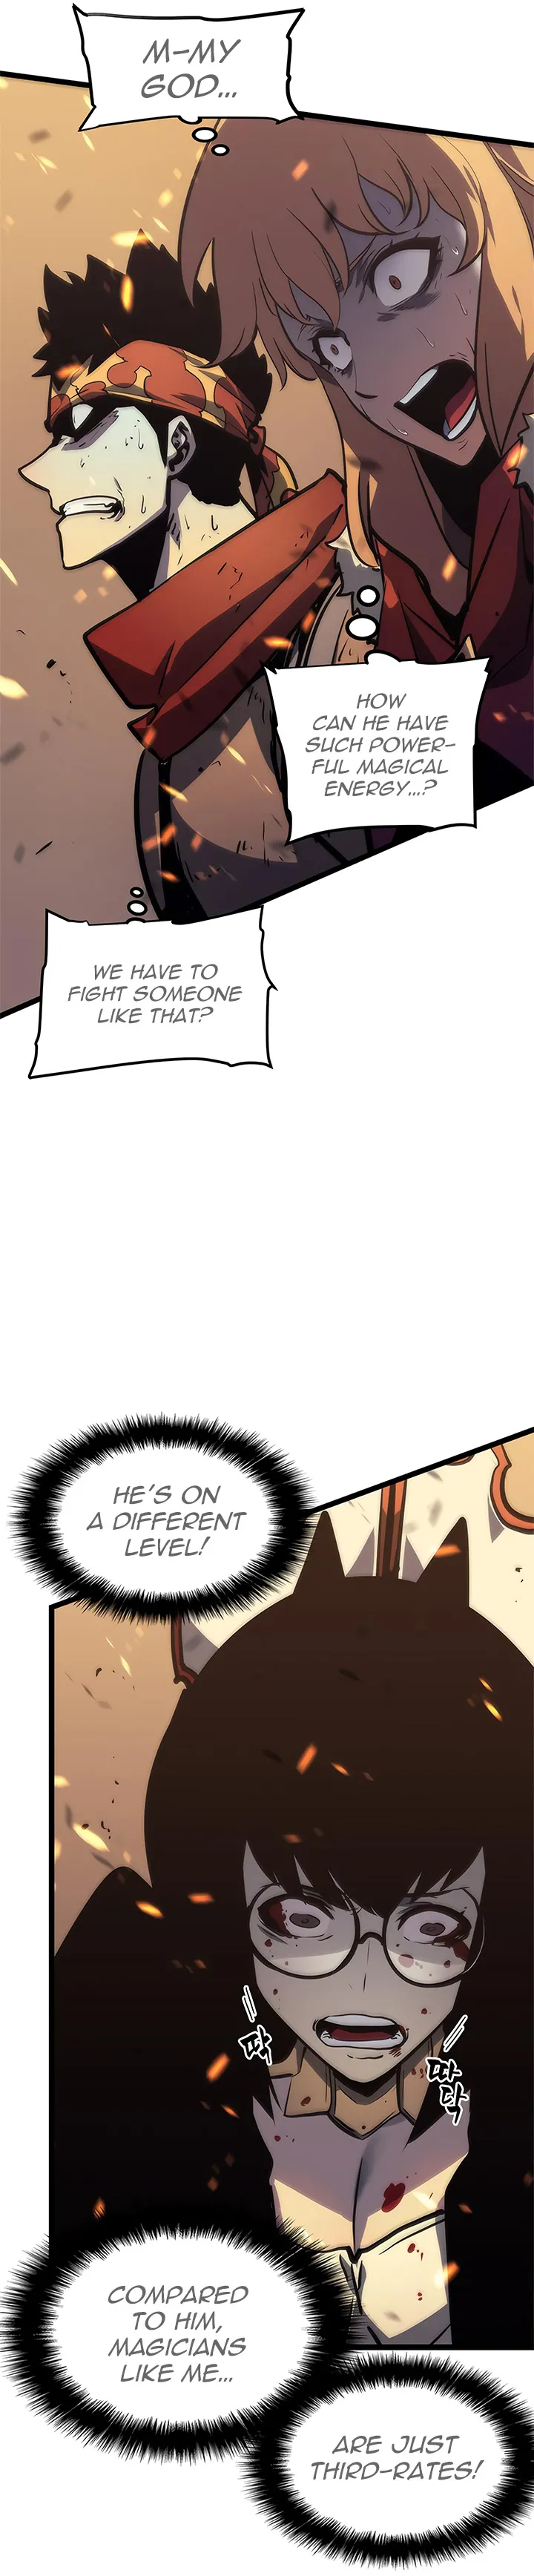 M-MY
GOD...
HOW
CAN HE HAVE
SUCH POWER-
FUL MAGICAL
ENERGY...?
WE HAVE TO
FIGHT SOMEONE
LIKE THAT?
HE'S ON
A DIFFERENT
LEVEL!
딱
따
닥
COMPARED
TO HIM,
MAGICIANS
LIKE ME...
ARE JUST
THIRD-RATES!